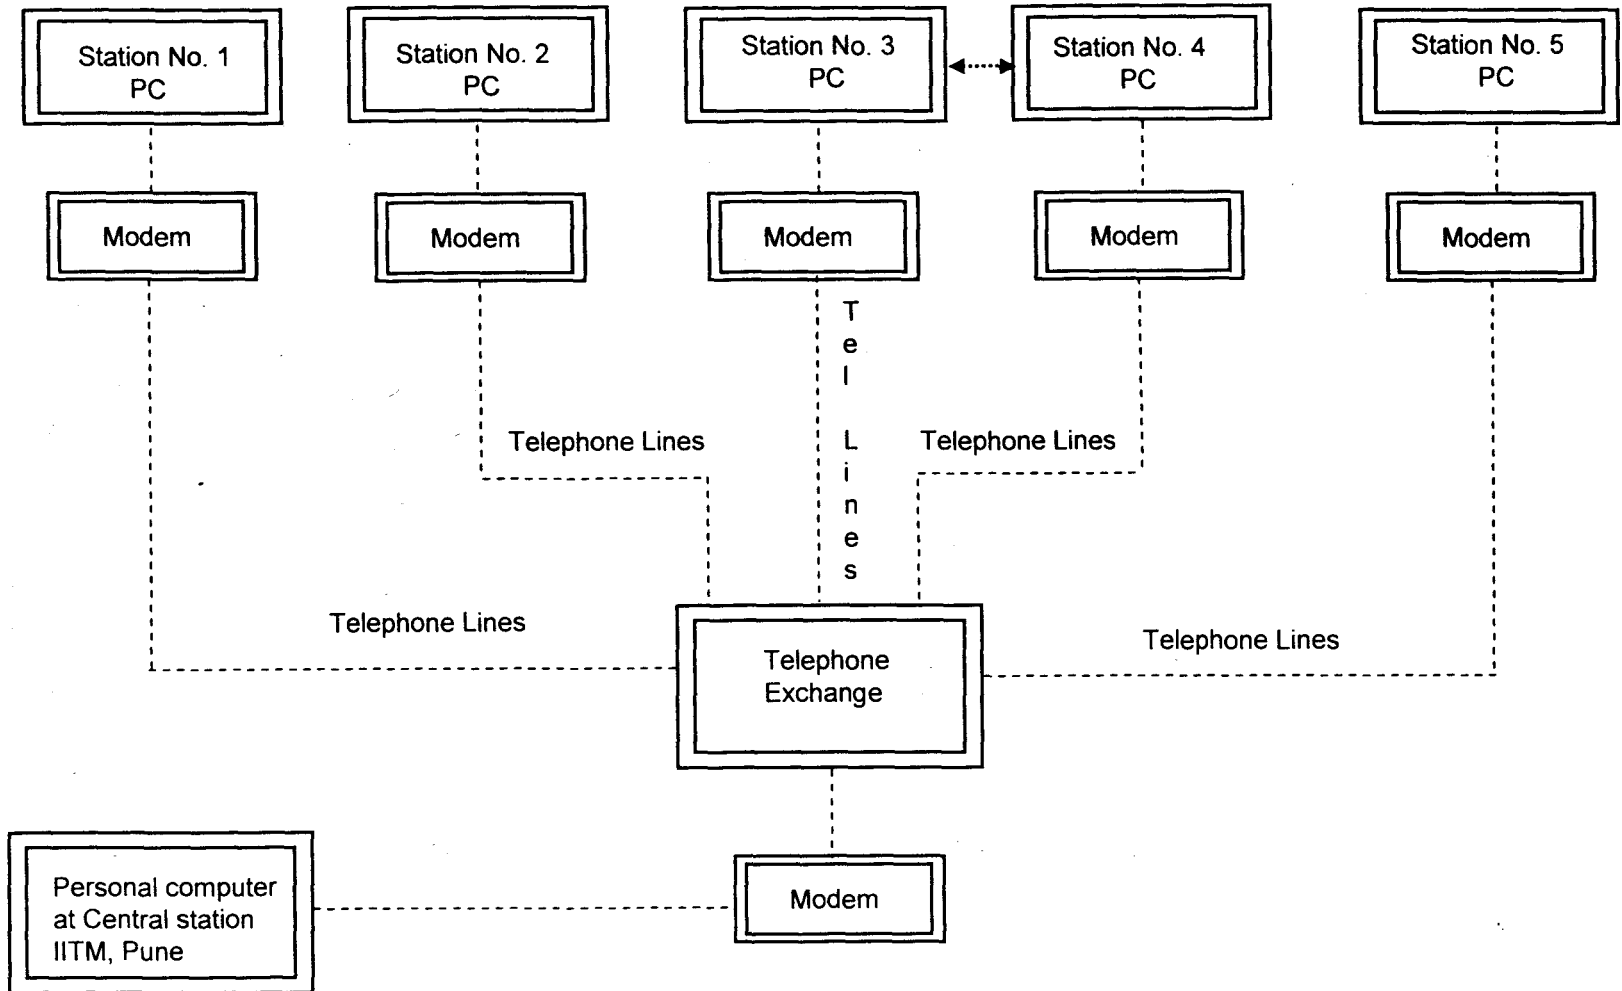 Station No. 1
PC
Station No. 2
PC
Station No. 3
PC
Station No. 4
PC
Station No. 5
PC
Modem
Modem
Modem
Modem
Modem
Tel Lines
Telephone Lines
Telephone Lines
Telephone Lines
Telephone Lines
Telephone
Exchange
Personal computer
at Central station
IITM, Pune
Modem